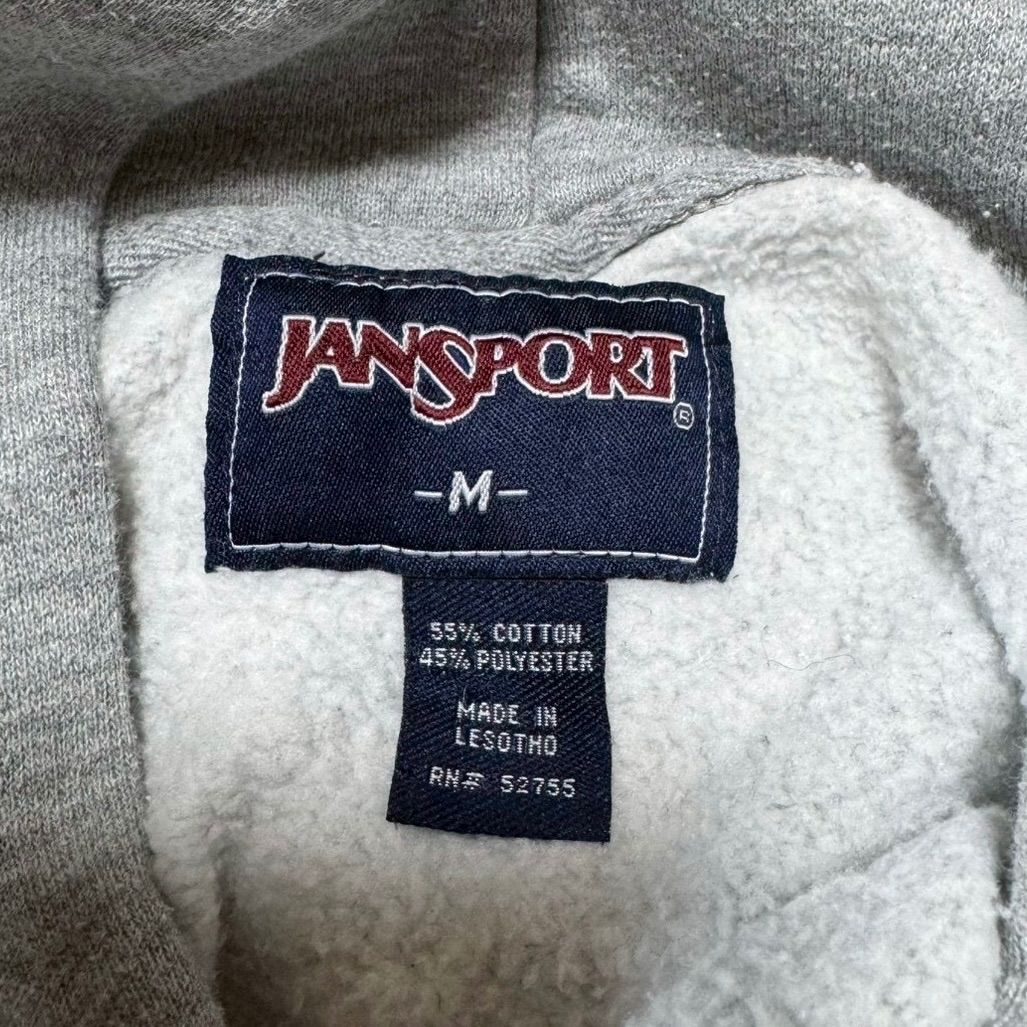 JANSPORT®
-M-
55% COTTON
45% POLYESTER
MADE IN
LESOTHO
RN# 52755